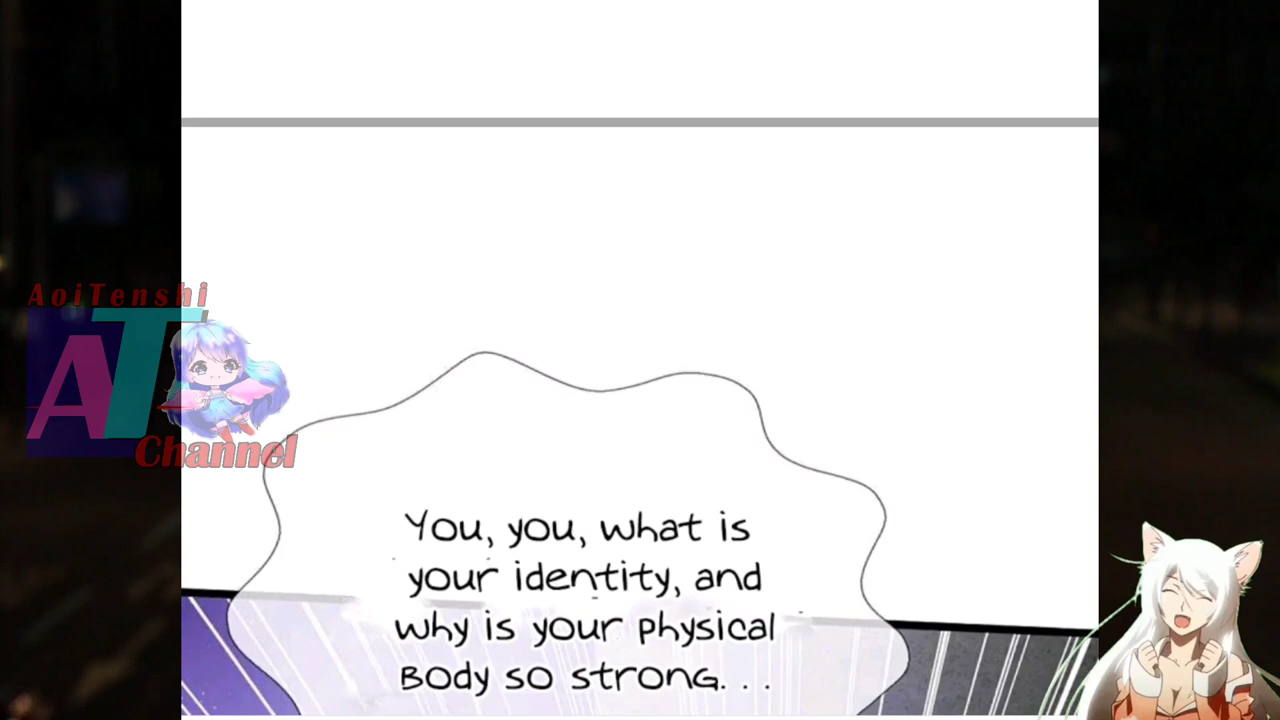 AoiTenshi
AT
Channel
You, you, what is
your identity, and
why is your physical
Body so strong. . .